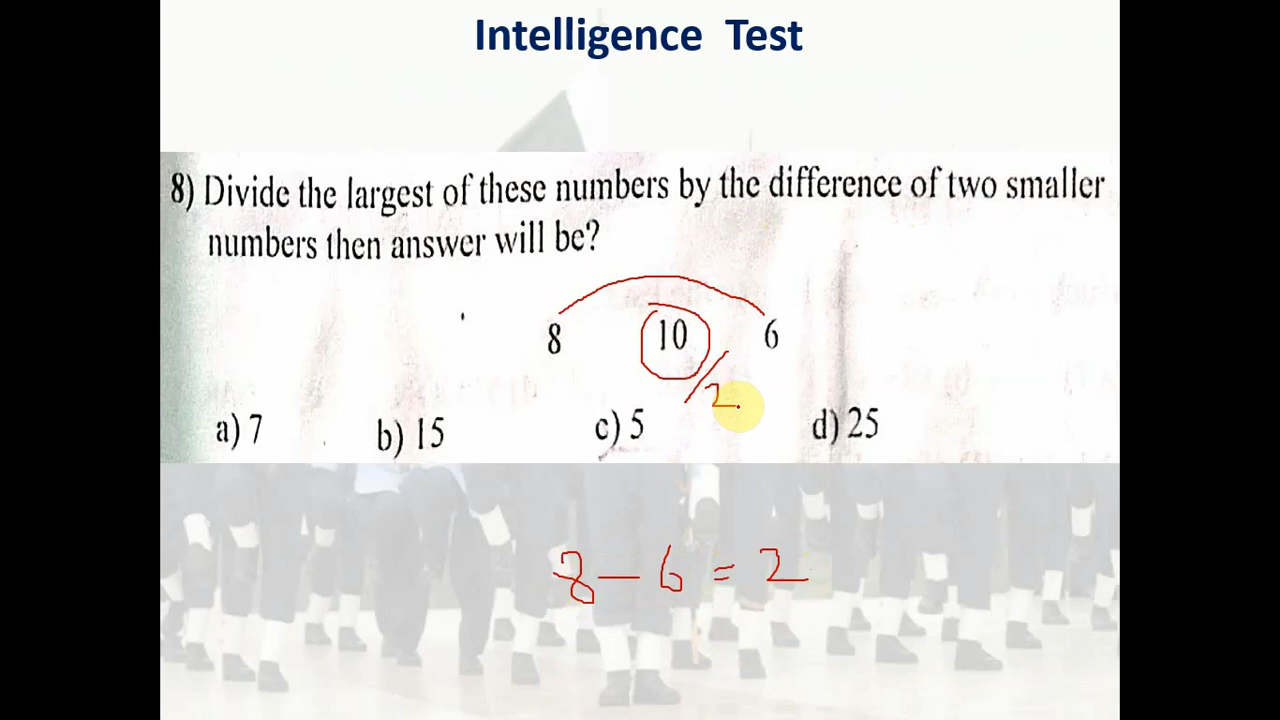 Intelligence Test
8) Divide the largest of these numbers by the difference of two smaller
numbers then answer will be?
8 10 6
/2
a) 7 b) 15 c) 5 d) 25
8 - 6 = 2